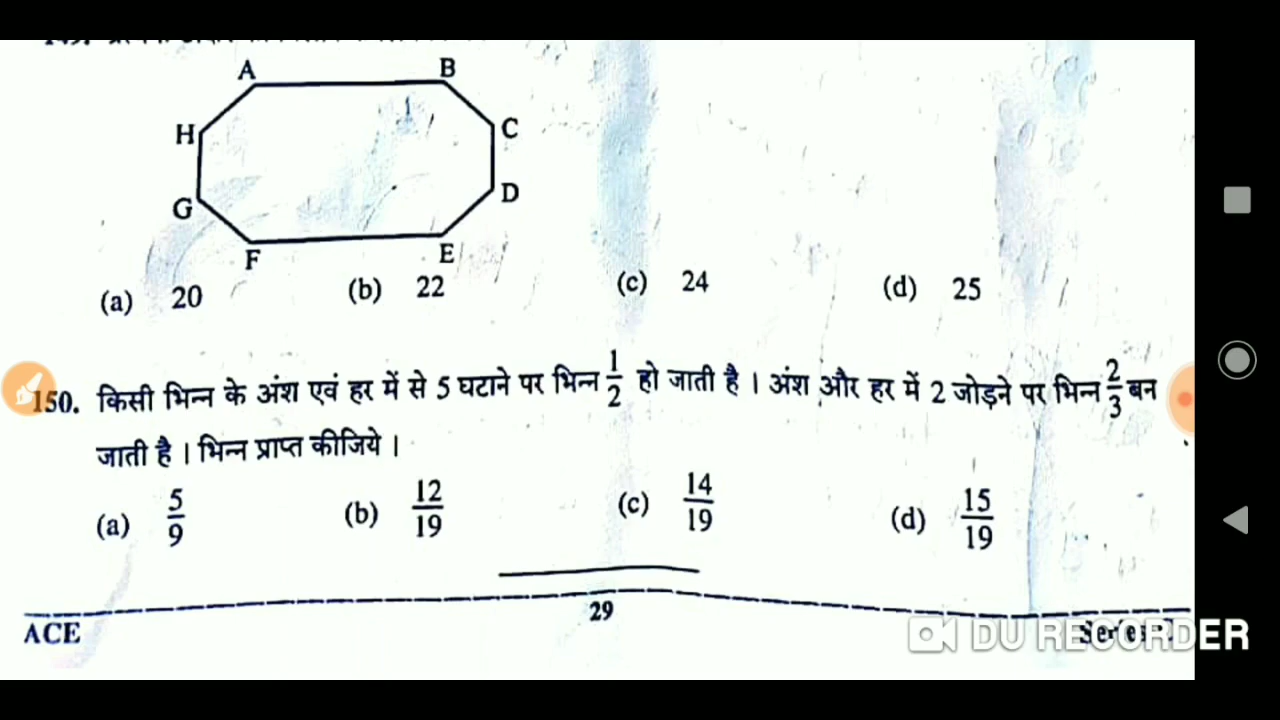 A B
H C
G D
F E
(a) 20 (b) 22 (c) 24 (d) 25
150. किसी भिन्न के अंश एवं हर में से 5 घटाने पर भिन्न 1/2 हो जाती है । अंश और हर में 2 जोड़ने पर भिन्न 2/3 बन
जाती है । भिन्न प्राप्त कीजिये ।
(a) 5/9 (b) 12/19 (c) 14/19 (d) 15/19
29
ACE
DU RECORDER